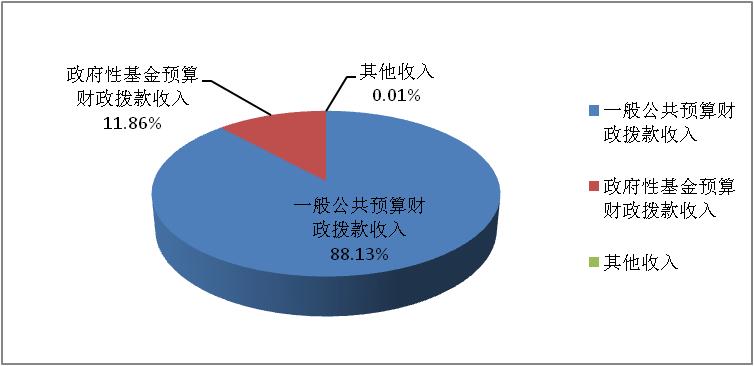 政府性基金预算
财政拨款收入
11.86%
其他收入
0.01%
一般公共预算财
政拨款收入
88.13%
一般公共预算财
政拨款收入
政府性基金预算
财政拨款收入
其他收入